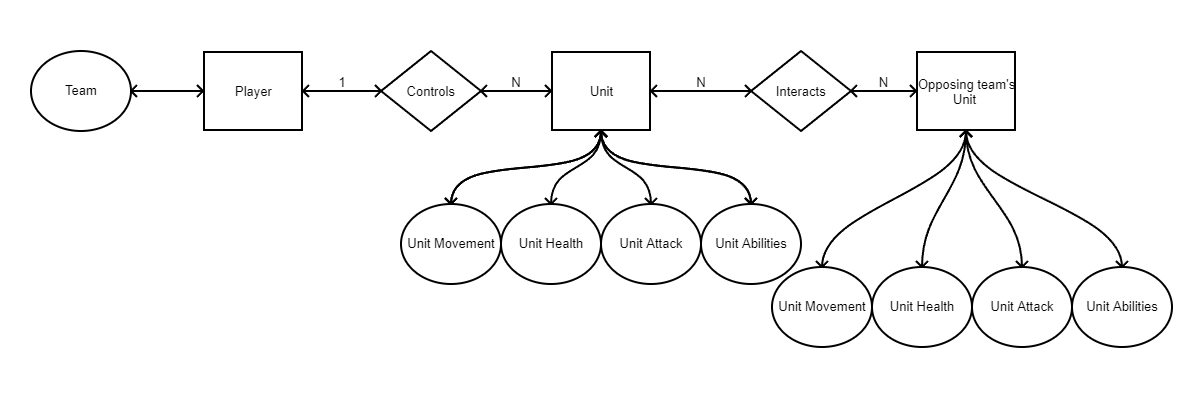 Team
Player
1
Controls
N
Unit
N
Interacts
N
Opposing team's
Unit
Unit Movement
Unit Health
Unit Attack
Unit Abilities
Unit Movement
Unit Health
Unit Attack
Unit Abilities